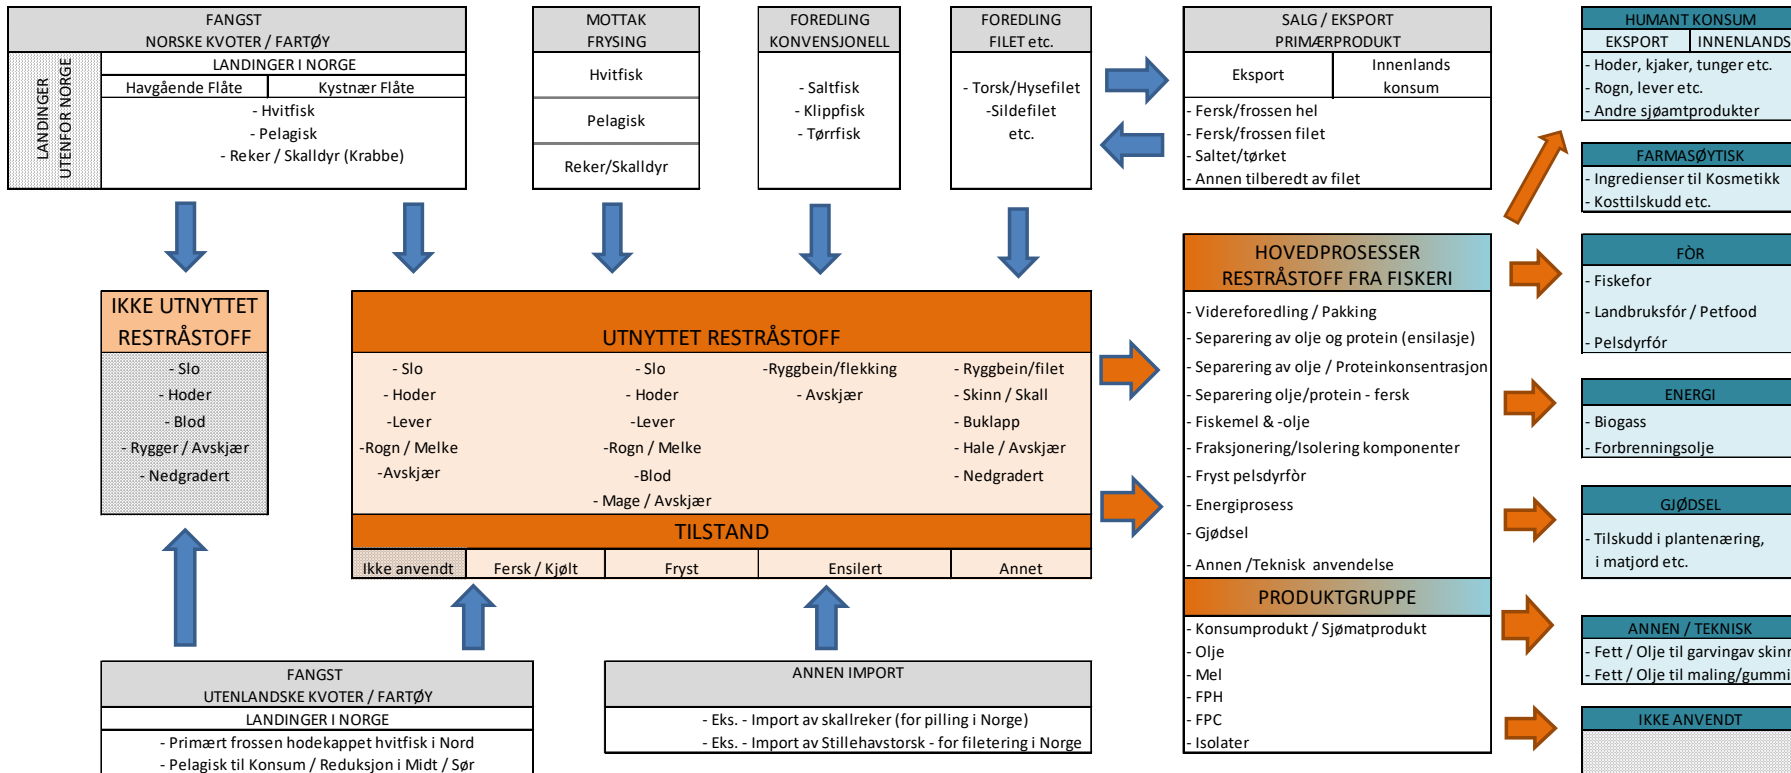 FANGST
NORSKE KVOTER / FARTØY
LANDINGER
UTENFOR NORGE
LANDINGER I NORGE
Havgående Flåte
Kystnær Flåte
- Hvitfisk
- Pelagisk
- Reker / Skalldyr (Krabbe)
MOTTAK
FRYSING
Hvitfisk
Pelagisk
Reker/Skalldyr
FOREDLING
KONVENSJONELL
- Saltfisk
- Klippfisk
- Tørrfisk
FOREDLING
FILET etc.
- Torsk/Hysefilet
-Sildefilet
etc.
SALG / EKSPORT
PRIMÆRPRODUKT
Eksport
Innenlands
konsum
- Fersk/frossen hel
- Fersk/frossen filet
- Saltet/tørket
- Annen tilberedt av filet
HUMANT KONSUM
EKSPORT
INNENLANDS
- Hoder, kjaker, tunger etc.
- Rogn, lever etc.
- Andre sjøamtprodukter
FARMASØYTISK
- Ingredienser til Kosmetikk
- Kosttilskudd etc.
IKKE UTNYTTET
RESTRÅSTOFF
- Slo
- Hoder
- Blod
- Rygger / Avskjær
- Nedgradert
UTNYTTET RESTRÅSTOFF
- Slo
- Hoder
-Lever
-Rogn / Melke
-Avskjær
- Slo
- Hoder
-Lever
-Rogn / Melke
-Blod
- Mage / Avskjær
-Ryggbein/flekking
- Avskjær
- Ryggbein/filet
- Skinn / Skall
- Buklapp
- Hale / Avskjær
- Nedgradert
TILSTAND
Ikke anvendt
Fersk / Kjølt
Fryst
Ensilert
Annet
HOVEDPROSESSER
RESTRÅSTOFF FRA FISKERI
- Videreforedling / Pakking
- Separering av olje og protein (ensilasje)
- Separering av olje / Proteinkonsentrasjon
- Separering olje/protein - fersk
- Fiskemel & -olje
- Fraksjonering/Isolering komponenter
- Fryst pelsdyrfòr
- Energiprosess
- Gjødsel
- Annen /Teknisk anvendelse
PRODUKTGRUPPE
- Konsumprodukt / Sjømatprodukt
- Olje
- Mel
- FPH
- FPC
- Isolater
FÒR
- Fiskefor
- Landbruksfór / Petfood
- Pelsdyrfór
ENERGI
- Biogass
- Forbrenningsolje
GJØDSEL
- Tilskudd i plantenæring,
i matjord etc.
ANNEN / TEKNISK
- Fett / Olje til garvingav skinn
- Fett / Olje til maling/gummi
IKKE ANVENDT
FANGST
UTENLANDSKE KVOTER / FARTØY
LANDINGER I NORGE
- Primært frossen hodekappet hvitfisk i Nord
- Pelagisk til Konsum / Reduksjon i Midt / Sør
ANNEN IMPORT
- Eks. - Import av skallreker (for pilling i Norge)
- Eks. - Import av Stillehavstorsk - for filetering i Norge